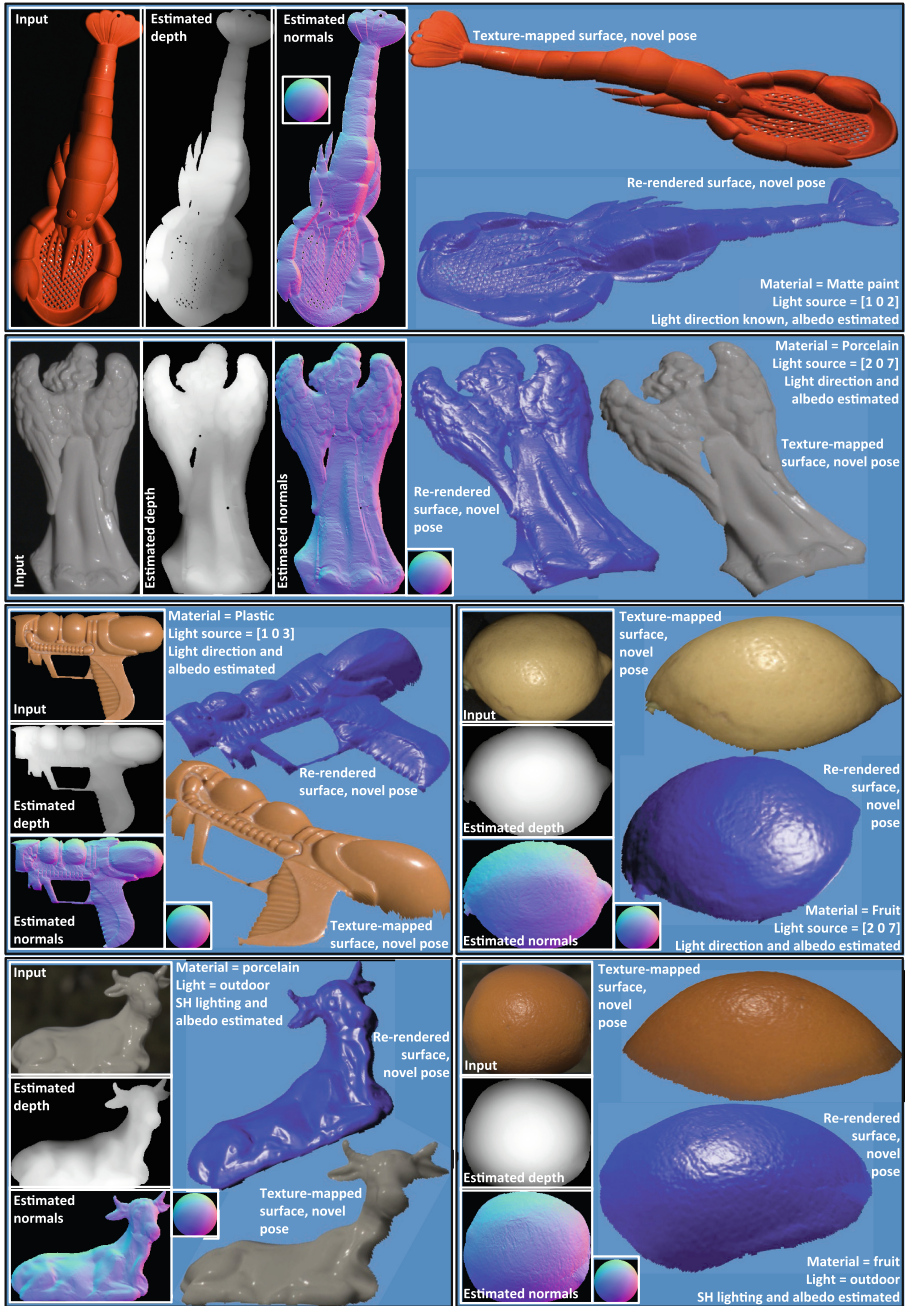 Input
Estimated
depth
Estimated
normals
Texture-mapped surface, novel pose
Re-rendered surface, novel pose
Material = Matte paint
Light source = [1 0 2]
Light direction known, albedo estimated
Input
Estimated depth
Estimated normals
Re-rendered
surface, novel
pose
Material = Porcelain
Light source = [2 0 7]
Light direction and
albedo estimated
Texture-mapped
surface, novel pose
Input
Estimated
depth
Estimated
normals
Material = Plastic
Light source = [1 0 3]
Light direction and
albedo estimated
Re-rendered
surface, novel pose
Texture-mapped
surface, novel pose
Input
Estimated depth
Estimated normals
Texture-mapped
surface,
novel
pose
Re-rendered
surface,
novel
pose
Material = Fruit
Light source = [2 0 7]
Light direction and albedo estimated
Input
Estimated
depth
Estimated
normals
Material = porcelain
Light = outdoor
SH lighting and
albedo estimated
Re-rendered
surface,
novel pose
Texture-mapped
surface, novel
pose
Input
Estimated depth
Estimated normals
Texture-mapped
surface,
novel
pose
Re-rendered
surface,
novel
pose
Material = fruit
Light = outdoor
SH lighting and albedo estimated